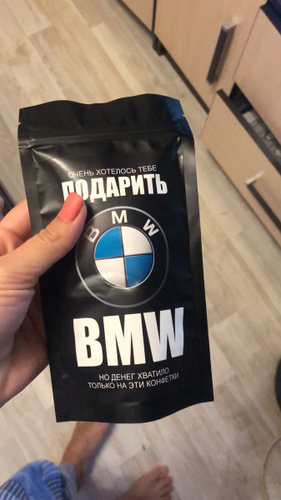 ОЧЕНЬ ХОТЕЛОСЬ ТЕБЕ
ПОДАРИТЬ
BMW
BMW
НО ДЕНЕГ ХВАТИЛО
ТОЛЬКО НА ЭТИ КОНФЕТКИ